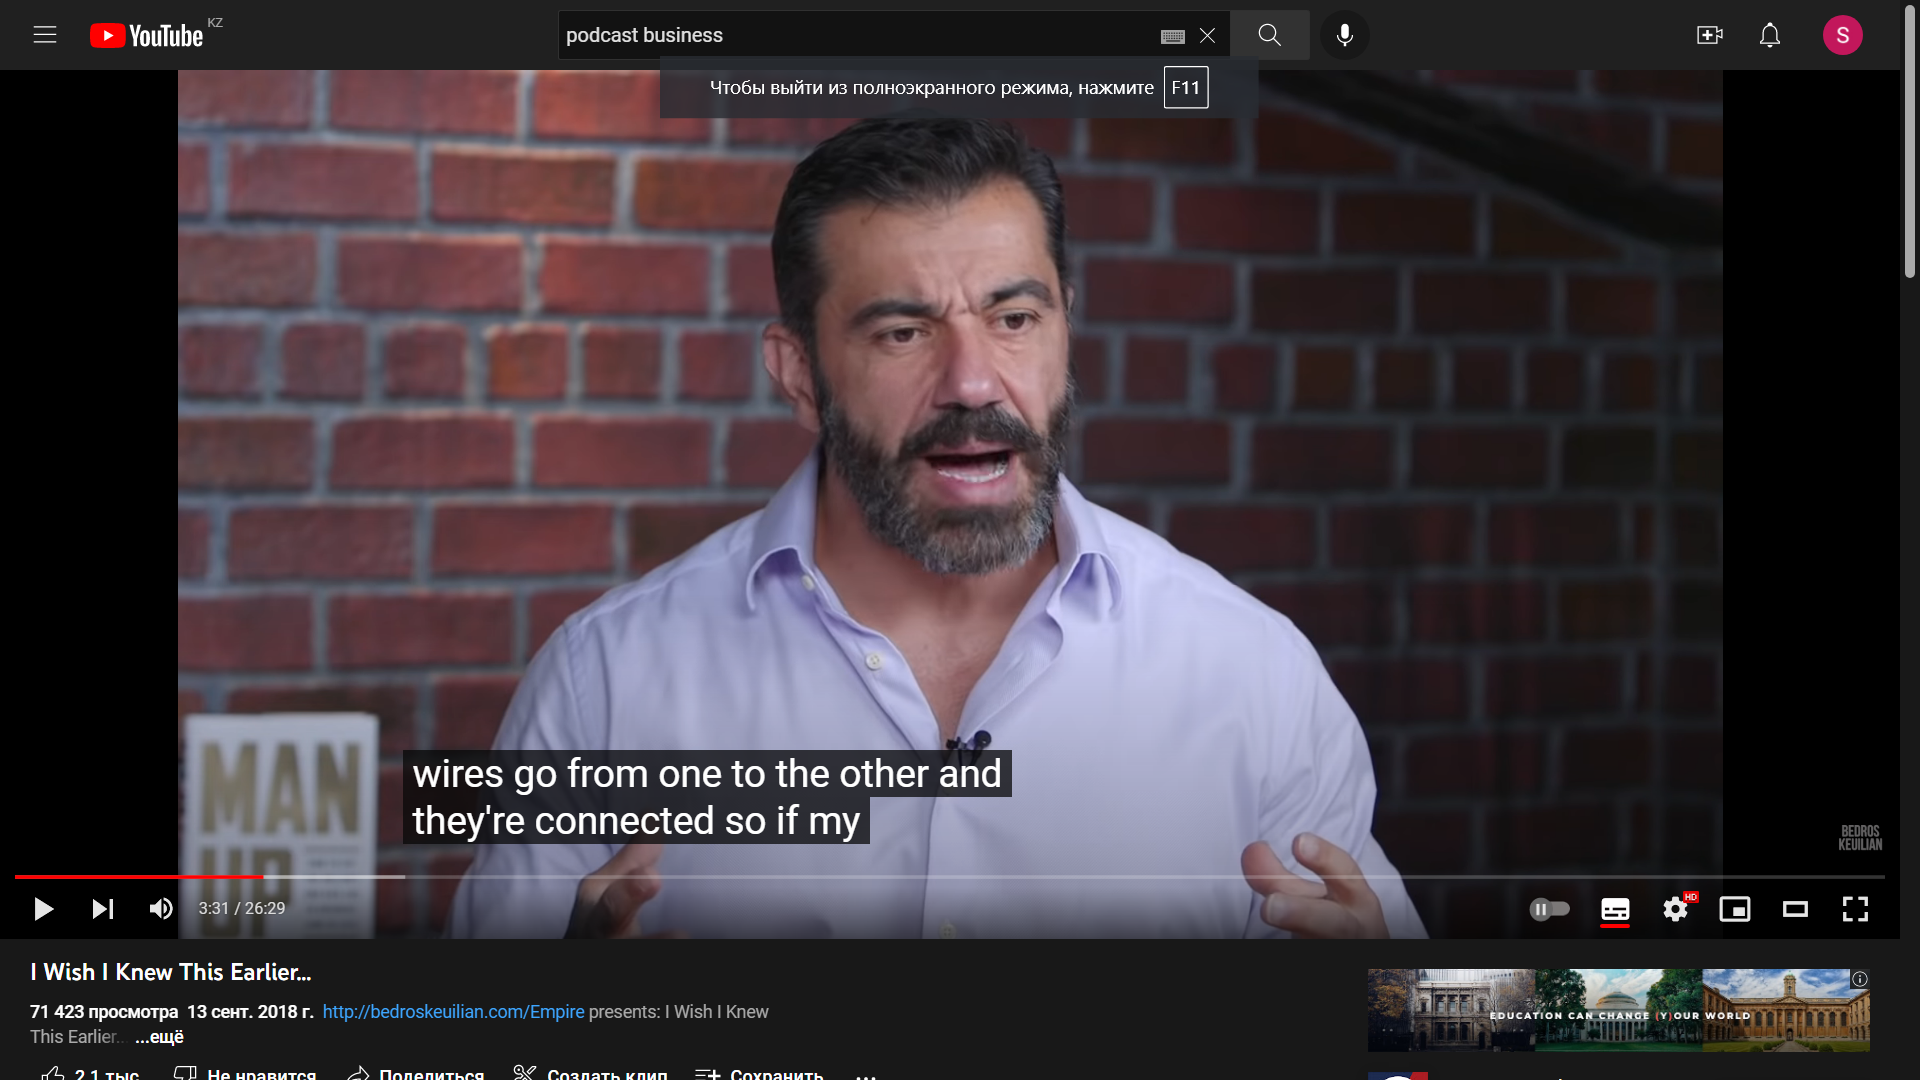 YouTube KZ
podcast business
S
Чтобы выйти из полноэкранного режима, нажмите F11
MAN
UP
wires go from one to the other and
they're connected so if my
BEDROS
KEUILIAN
3:31 / 26:29
HD
I Wish I Knew This Earlier...
71 423 просмотра 13 сент. 2018 г. http://bedroskeuilian.com/Empire presents: I Wish I Knew
This Earlier... ...ещё
EDUCATION CAN CHANGE (Y)OUR WORLD
2,1 тыс. Не нравится Поделиться Создать клип Сохранить ...